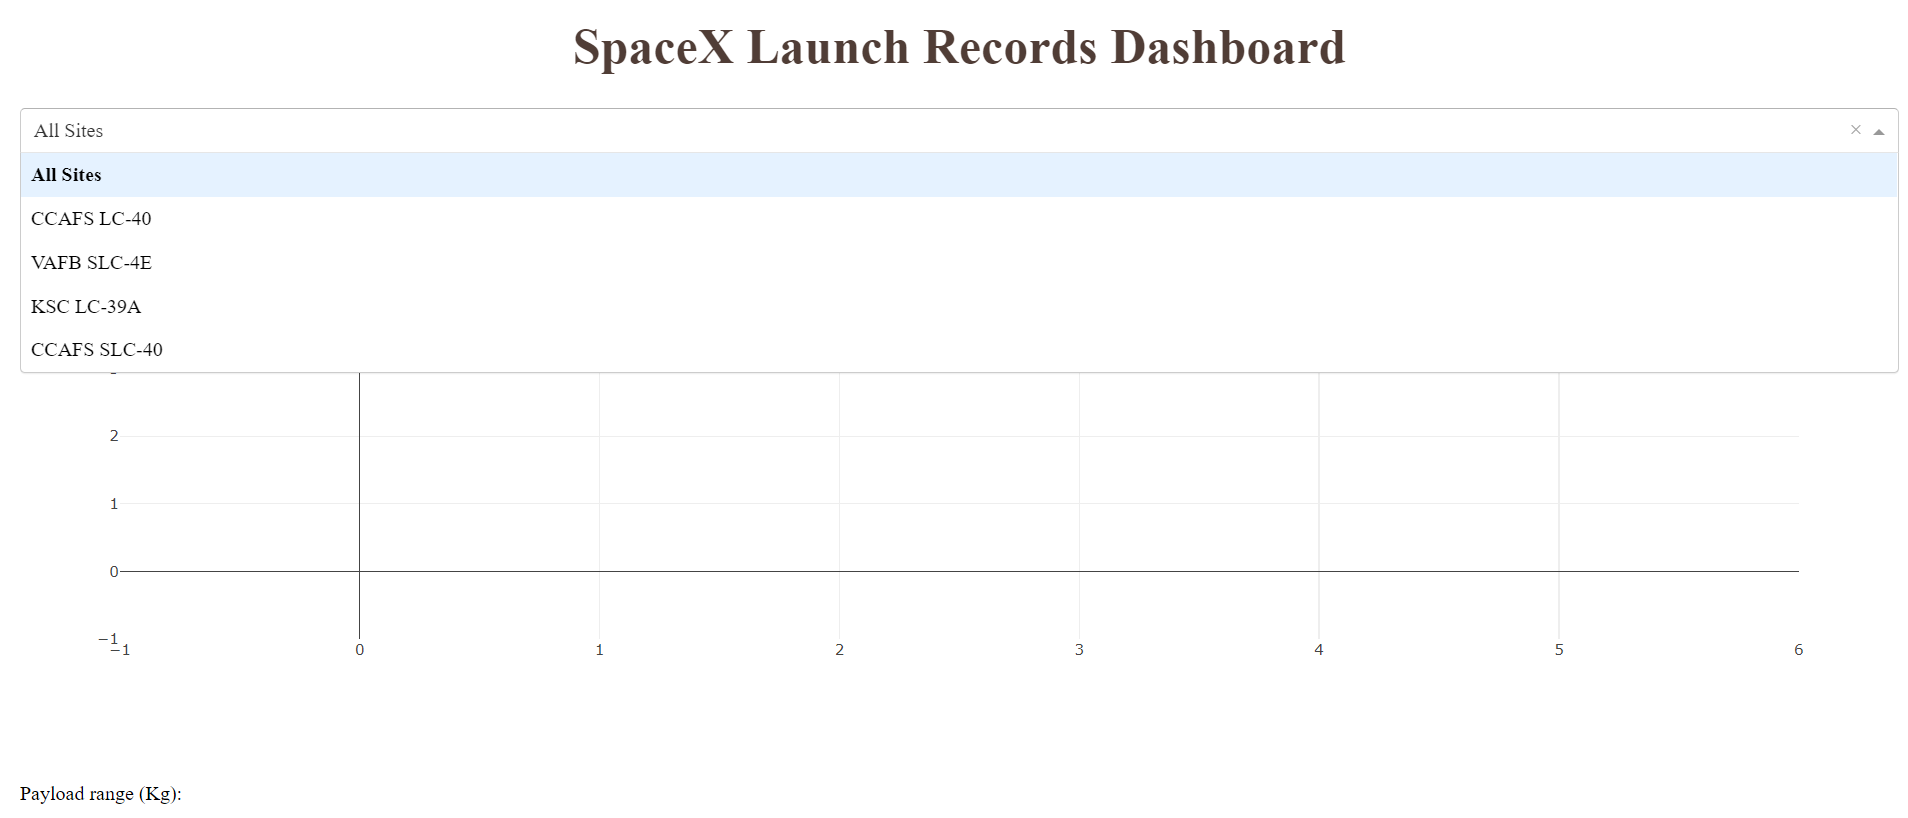 SpaceX Launch Records Dashboard
All Sites
All Sites
CCAFS LC-40
VAFB SLC-4E
KSC LC-39A
CCAFS SLC-40
2
1
0
−1
−1 0 1 2 3 4 5 6
Payload range (Kg):